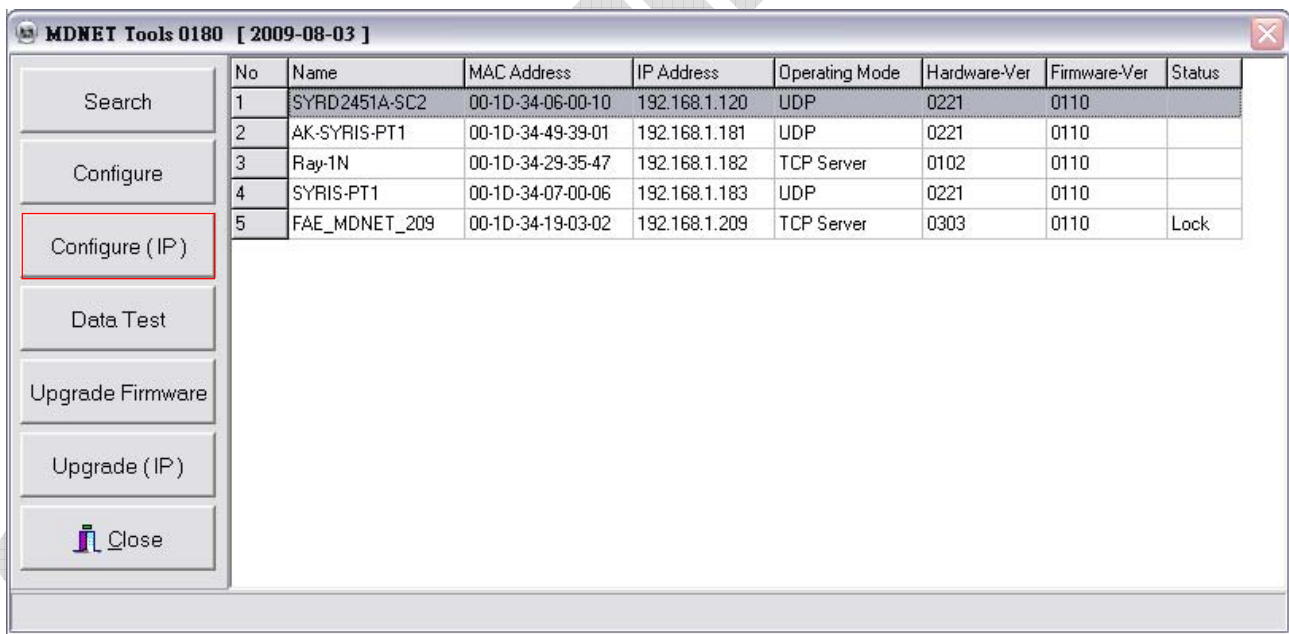 MDNET Tools 0180 [ 2009-08-03 ]
Search
Configure
Configure ( IP )
Data Test
Upgrade Firmware
Upgrade ( IP )
Close
No Name MAC Address IP Address Operating Mode Hardware-Ver Firmware-Ver Status
1 SYRD2451A-SC2 00-1D-34-06-00-10 192.168.1.120 UDP 0221 0110
2 AK-SYRIS-PT1 00-1D-34-49-39-01 192.168.1.181 UDP 0221 0110
3 Ray-1N 00-1D-34-29-35-47 192.168.1.182 TCP Server 0102 0110
4 SYRIS-PT1 00-1D-34-07-00-06 192.168.1.183 UDP 0221 0110
5 FAE_MDNET_209 00-1D-34-19-03-02 192.168.1.209 TCP Server 0303 0110 Lock